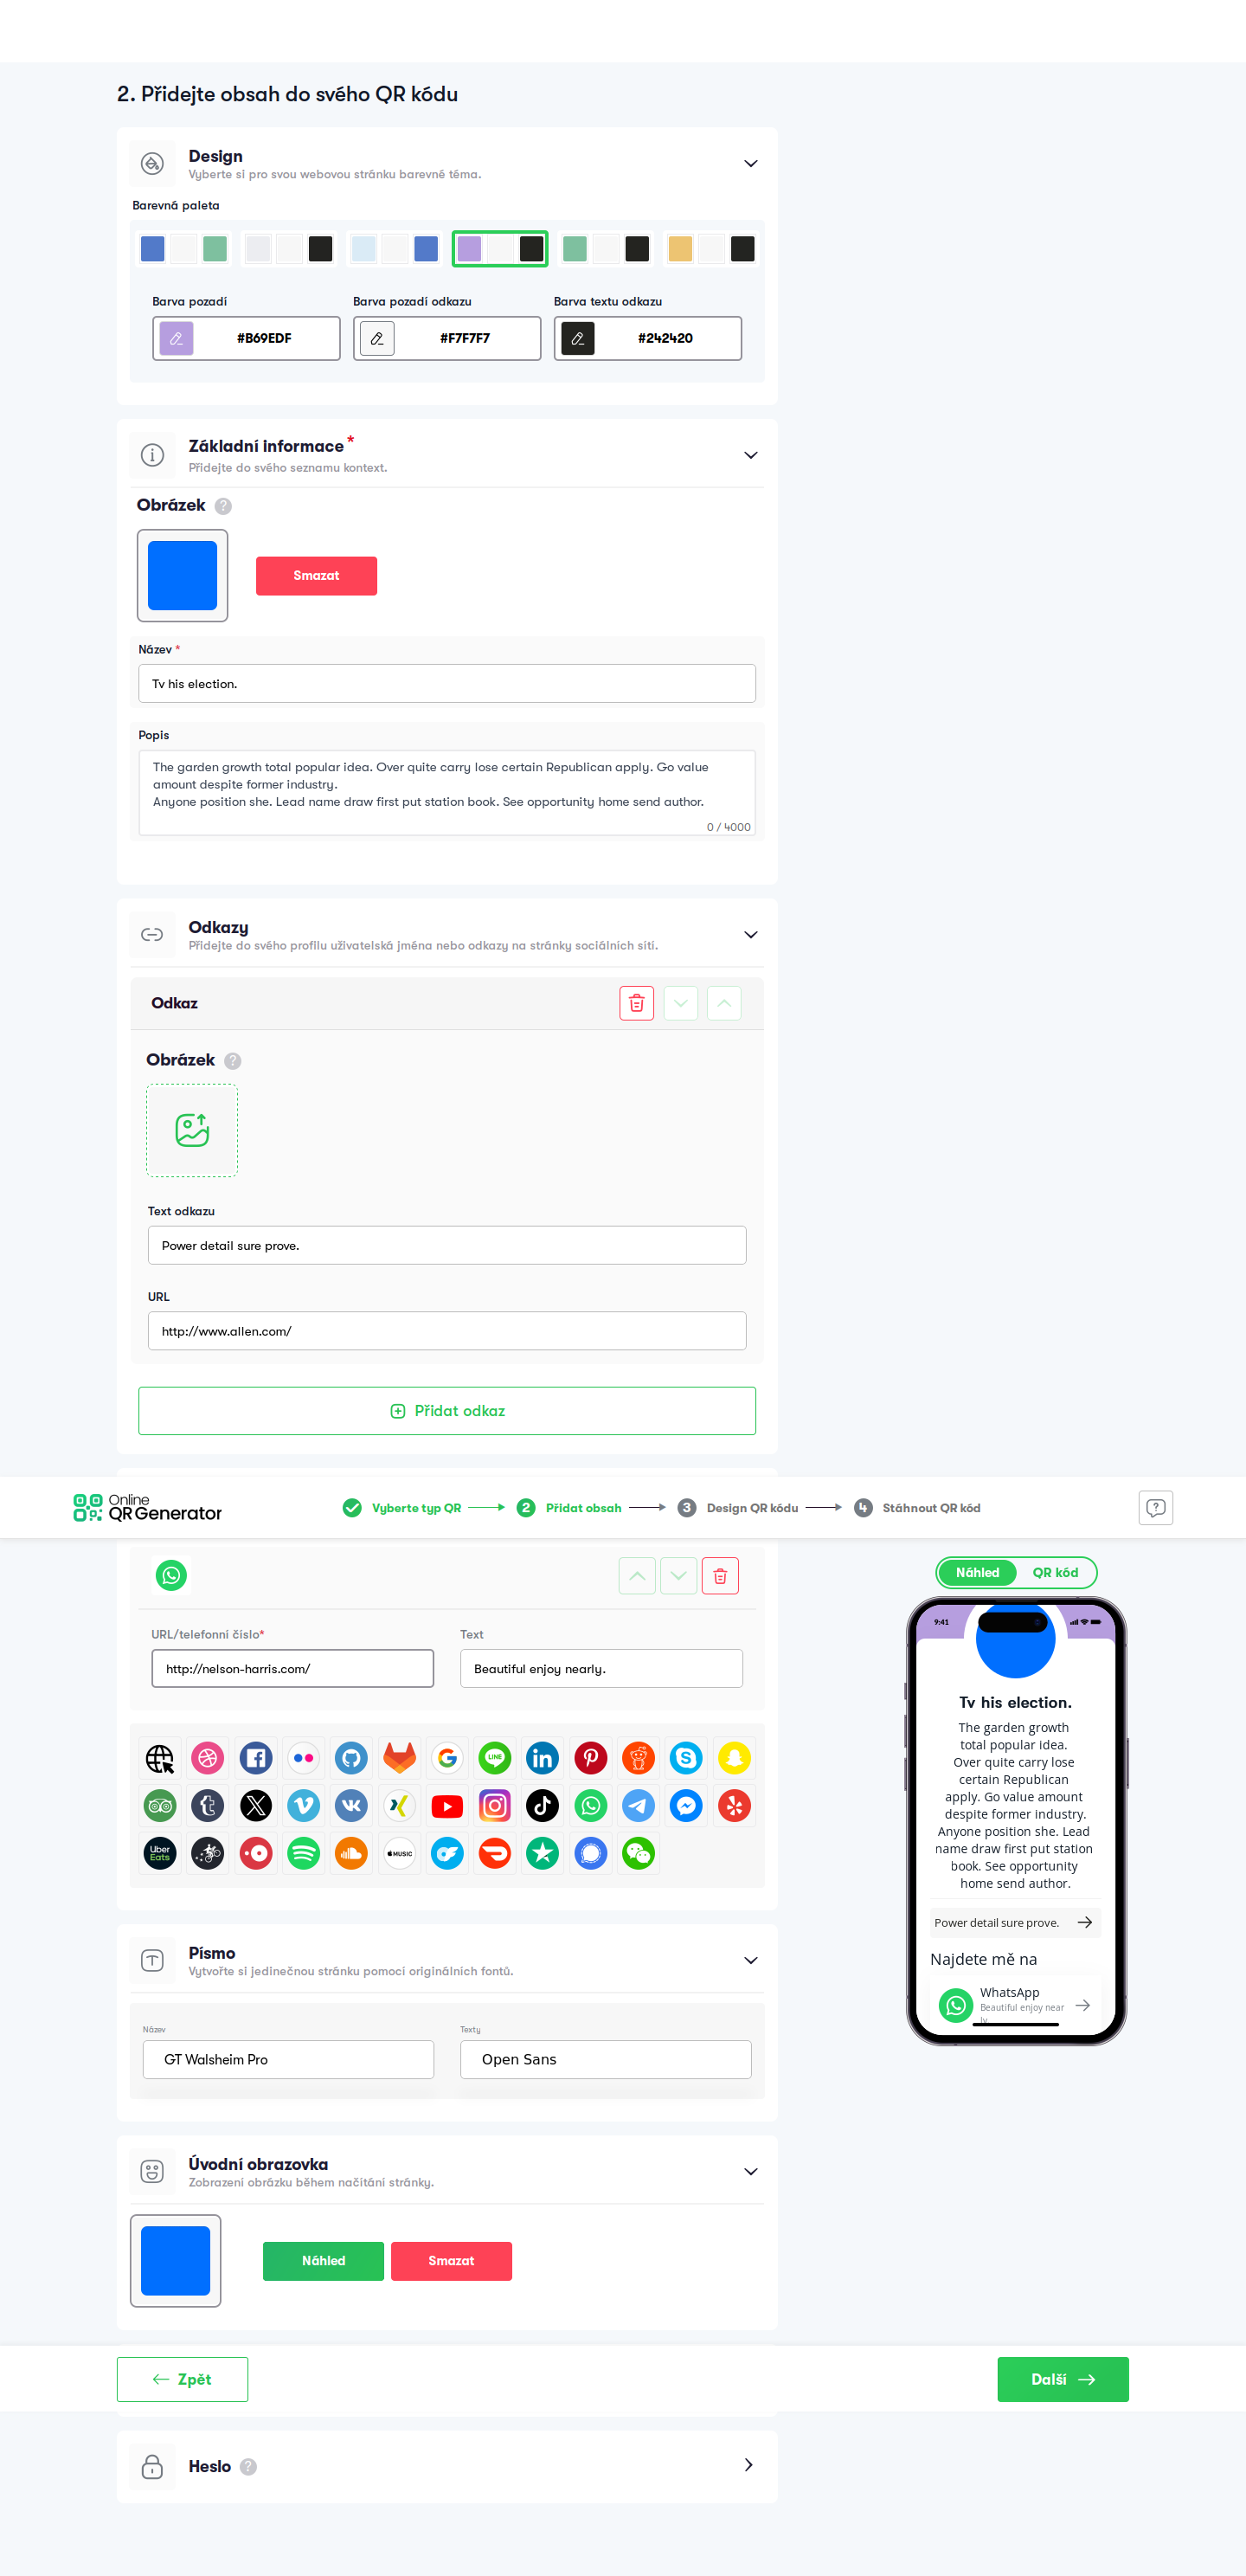 2. Přidejte obsah do svého QR kódu
Design
Vyberte si pro svou webovou stránku barevné téma.
Barevná paleta
Barva pozadí
Barva pozadí odkazu
Barva textu odkazu
#B69EDF
#F7F7F7
#242420
Základní informace *
Přidejte do svého seznamu kontext.
Obrázek ?
Smazat
Název *
Tv his election.
Popis
The garden growth total popular idea. Over quite carry lose certain Republican apply. Go value
amount despite former industry.
Anyone position she. Lead name draw first put station book. See opportunity home send author.
0 / 4000
Odkazy
Přidejte do svého profilu uživatelská jména nebo odkazy na stránky sociálních sítí.
Odkaz
Obrázek ?
Text odkazu
Power detail sure prove.
URL
http://www.allen.com/
Přidat odkaz
Online
QR Generator
Vyberte typ QR
2 Přidat obsah
3 Design QR kódu
4 Stáhnout QR kód
URL/telefonní číslo*
Text
http://nelson-harris.com/
Beautiful enjoy nearly.
LINE
Uber
Eats
MUSIC
Písmo
Vytvořte si jedinečnou stránku pomocí originálních fontů.
Název
Texty
GT Walsheim Pro
Open Sans
Úvodní obrazovka
Zobrazení obrázku během načítání stránky.
Náhled
Smazat
Zpět
Další
Heslo ?
Náhled
QR kód
9:41
Tv his election.
The garden growth
total popular idea.
Over quite carry lose
certain Republican
apply. Go value amount
despite former industry.
Anyone position she. Lead
name draw first put station
book. See opportunity
home send author.
Power detail sure prove.
Najdete mě na
WhatsApp
Beautiful enjoy near
ly.